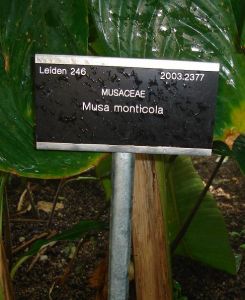 Leiden 246 2003.2377
MUSACEAE
Musa monticola